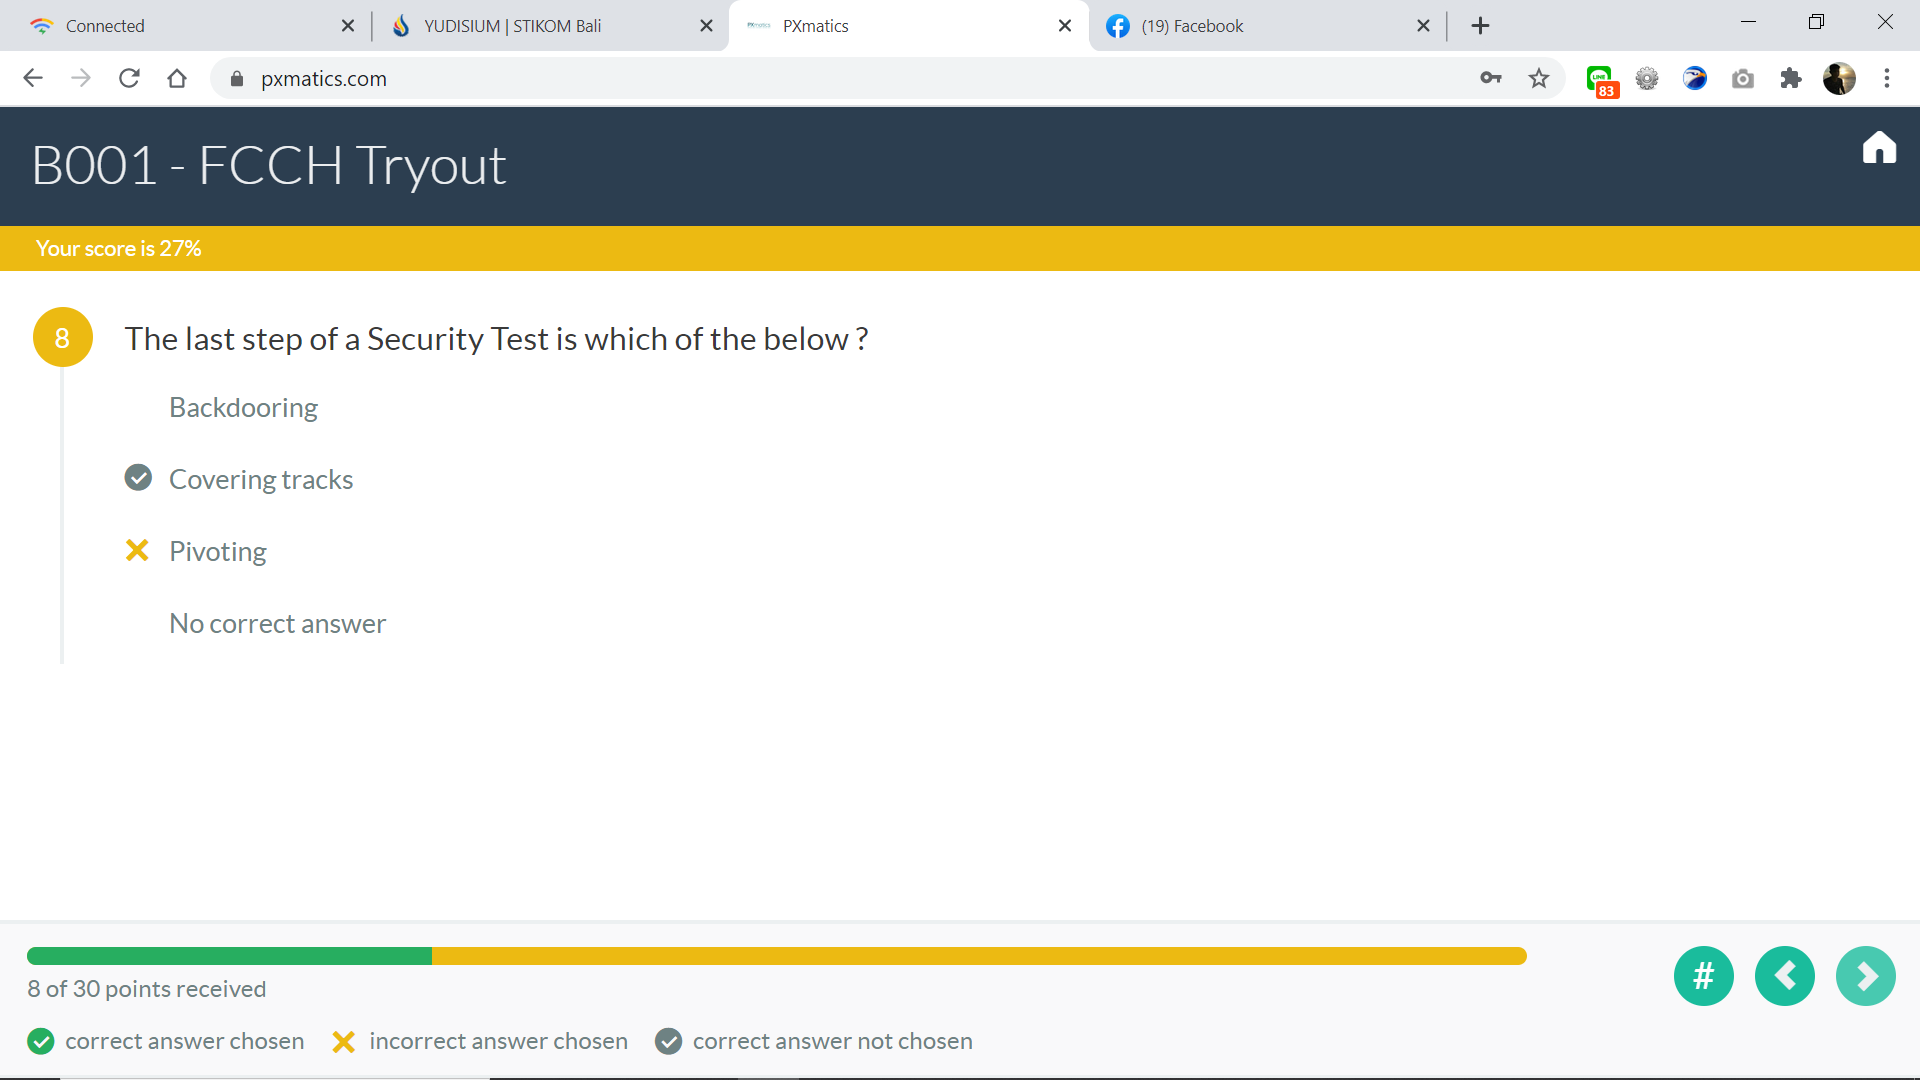 Connected
YUDISIUM | STIKOM Bali
PXmatics
PXmatics
(19) Facebook
pxmatics.com
LINE
83
B001 - FCCH Tryout
Your score is 27%
8
The last step of a Security Test is which of the below ?
Backdooring
Covering tracks
Pivoting
No correct answer
8 of 30 points received
#
correct answer chosen
incorrect answer chosen
correct answer not chosen